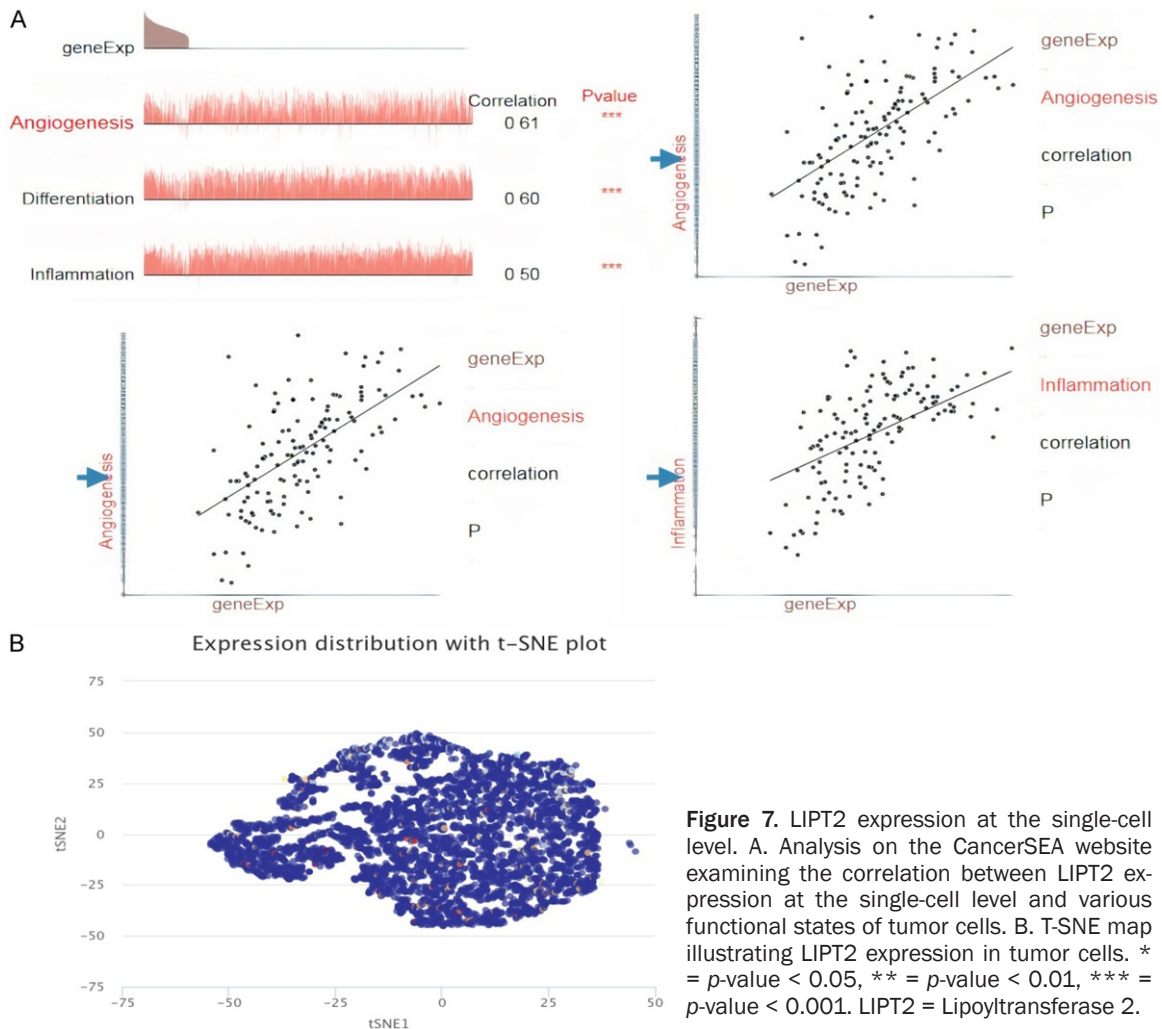 A
geneExp
Correlation
Pvalue
Angiogenesis
0 61
***
Differentiation
0 60
***
Inflammation
0 50
***
Angiogenesis
geneExp
geneExp
Angiogenesis
correlation
P
Angiogenesis
geneExp
geneExp
Angiogenesis
correlation
P
Inflammation
geneExp
geneExp
Inflammation
correlation
P
B
Expression distribution with t-SNE plot
75
50
25
0
-25
-50
-75
tSNE2
-75
-50
-25
0
25
50
tSNE1
Figure 7. LIPT2 expression at the single-cell
level. A. Analysis on the CancerSEA website
examining the correlation between LIPT2 ex-
pression at the single-cell level and various
functional states of tumor cells. B. T-SNE map
illustrating LIPT2 expression in tumor cells. *
= p-value < 0.05, ** = p-value < 0.01, *** =
p-value < 0.001. LIPT2 = Lipoyltransferase 2.